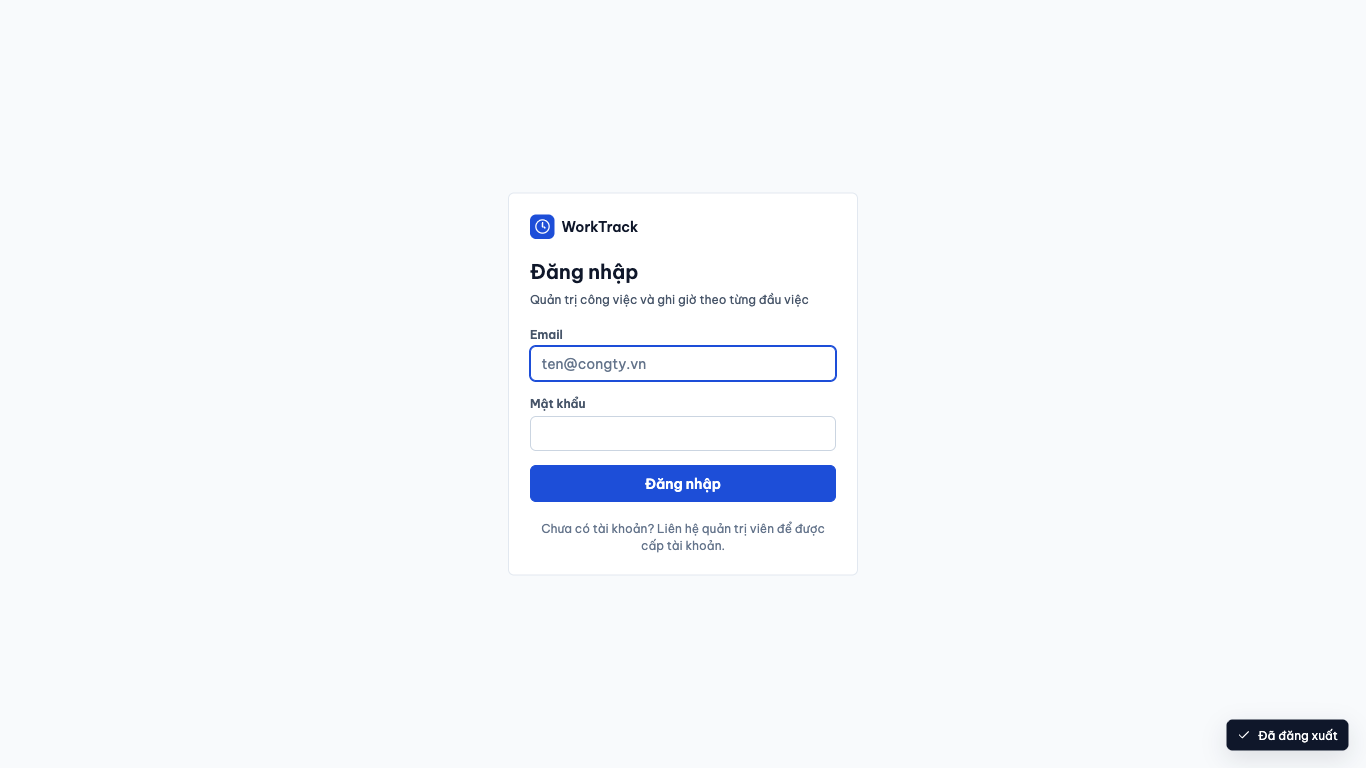 WorkTrack
Đăng nhập
Quản trị công việc và ghi giờ theo từng đầu việc
Email
ten@congty.vn
Mật khẩu
Đăng nhập
Chưa có tài khoản? Liên hệ quản trị viên để được
cấp tài khoản.
Đã đăng xuất